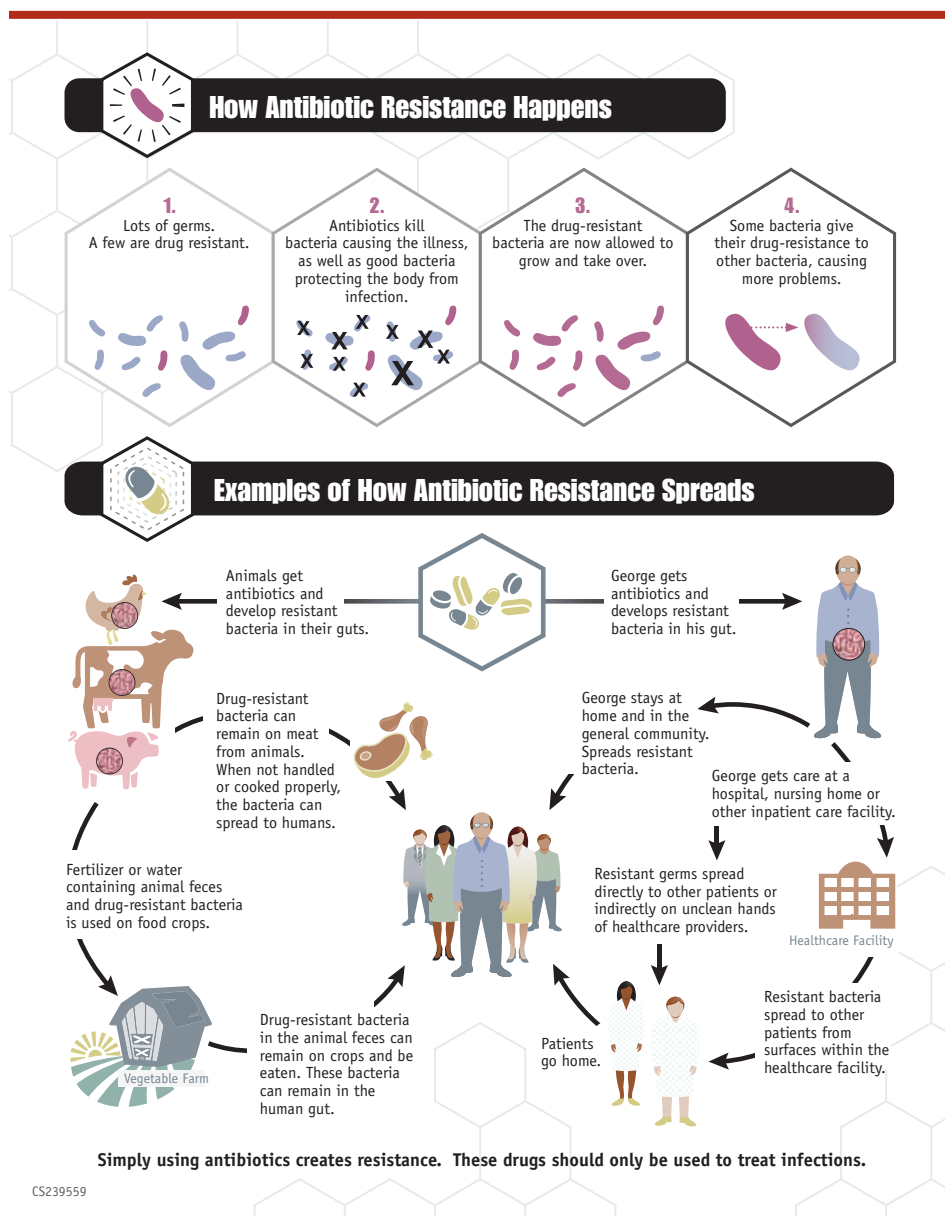 How Antibiotic Resistance Happens
1.
Lots of germs.
A few are drug resistant.
2.
Antibiotics kill
bacteria causing the illness,
as well as good bacteria
protecting the body from
infection.
3.
The drug-resistant
bacteria are now allowed to
grow and take over.
4.
Some bacteria give
their drug-resistance to
other bacteria, causing
more problems.
X X X X X X X X X X
Examples of How Antibiotic Resistance Spreads
Animals get
antibiotics and
develop resistant
bacteria in their guts.
George gets
antibiotics and
develops resistant
bacteria in his gut.
Drug-resistant
bacteria can
remain on meat
from animals.
When not handled
or cooked properly,
the bacteria can
spread to humans.
George stays at
home and in the
general community.
Spreads resistant
bacteria.
George gets care at a
hospital, nursing home or
other inpatient care facility.
Fertilizer or water
containing animal feces
and drug-resistant bacteria
is used on food crops.
Resistant germs spread
directly to other patients or
indirectly on unclean hands
of healthcare providers.
Healthcare Facility
Vegetable Farm
Drug-resistant bacteria
in the animal feces can
remain on crops and be
eaten. These bacteria
can remain in the
human gut.
Patients
go home.
Resistant bacteria
spread to other
patients from
surfaces within the
healthcare facility.
Simply using antibiotics creates resistance. These drugs should only be used to treat infections.
CS239559